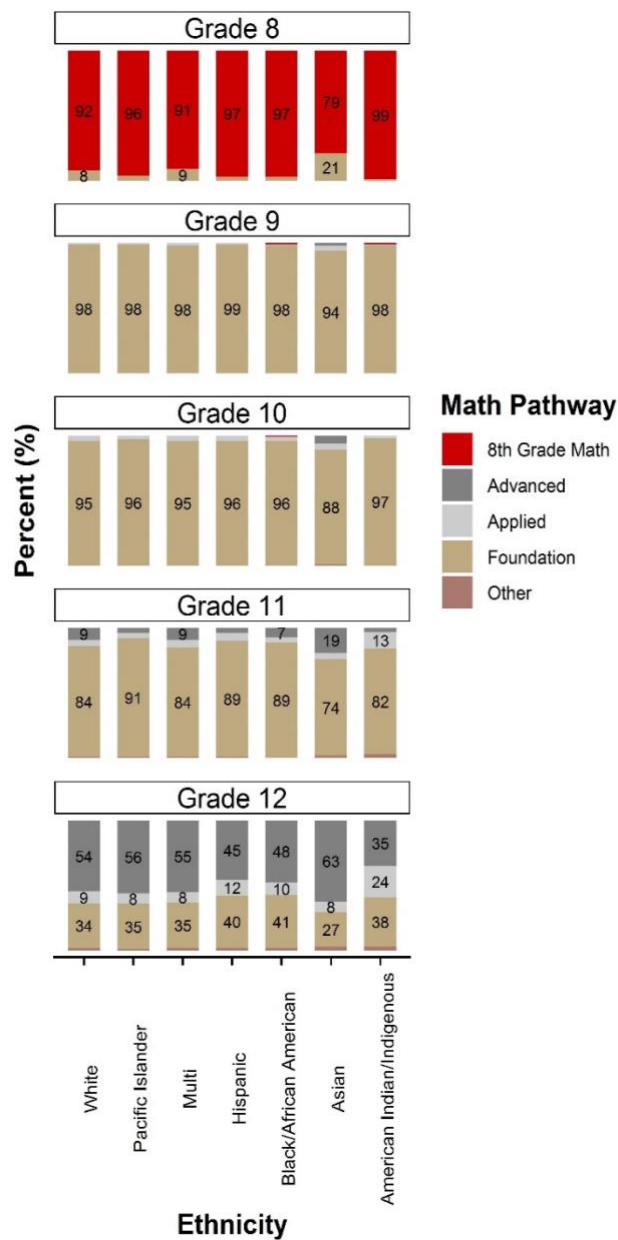 Grade 8
92 96 91 97 97 79 99
8 9 21
Grade 9
98 98 98 99 98 94 98
Grade 10
95 96 95 96 96 88 97
Grade 11
9 9 7 19 13
84 91 84 89 89 74 82
Grade 12
54 56 55 45 48 63 35
9 8 8 12 10 8 24
34 35 35 40 41 27 38
Percent (%)
White
Pacific Islander
Multi
Hispanic
Black/African American
Asian
American Indian/Indigenous
Ethnicity
Math Pathway
8th Grade Math
Advanced
Applied
Foundation
Other